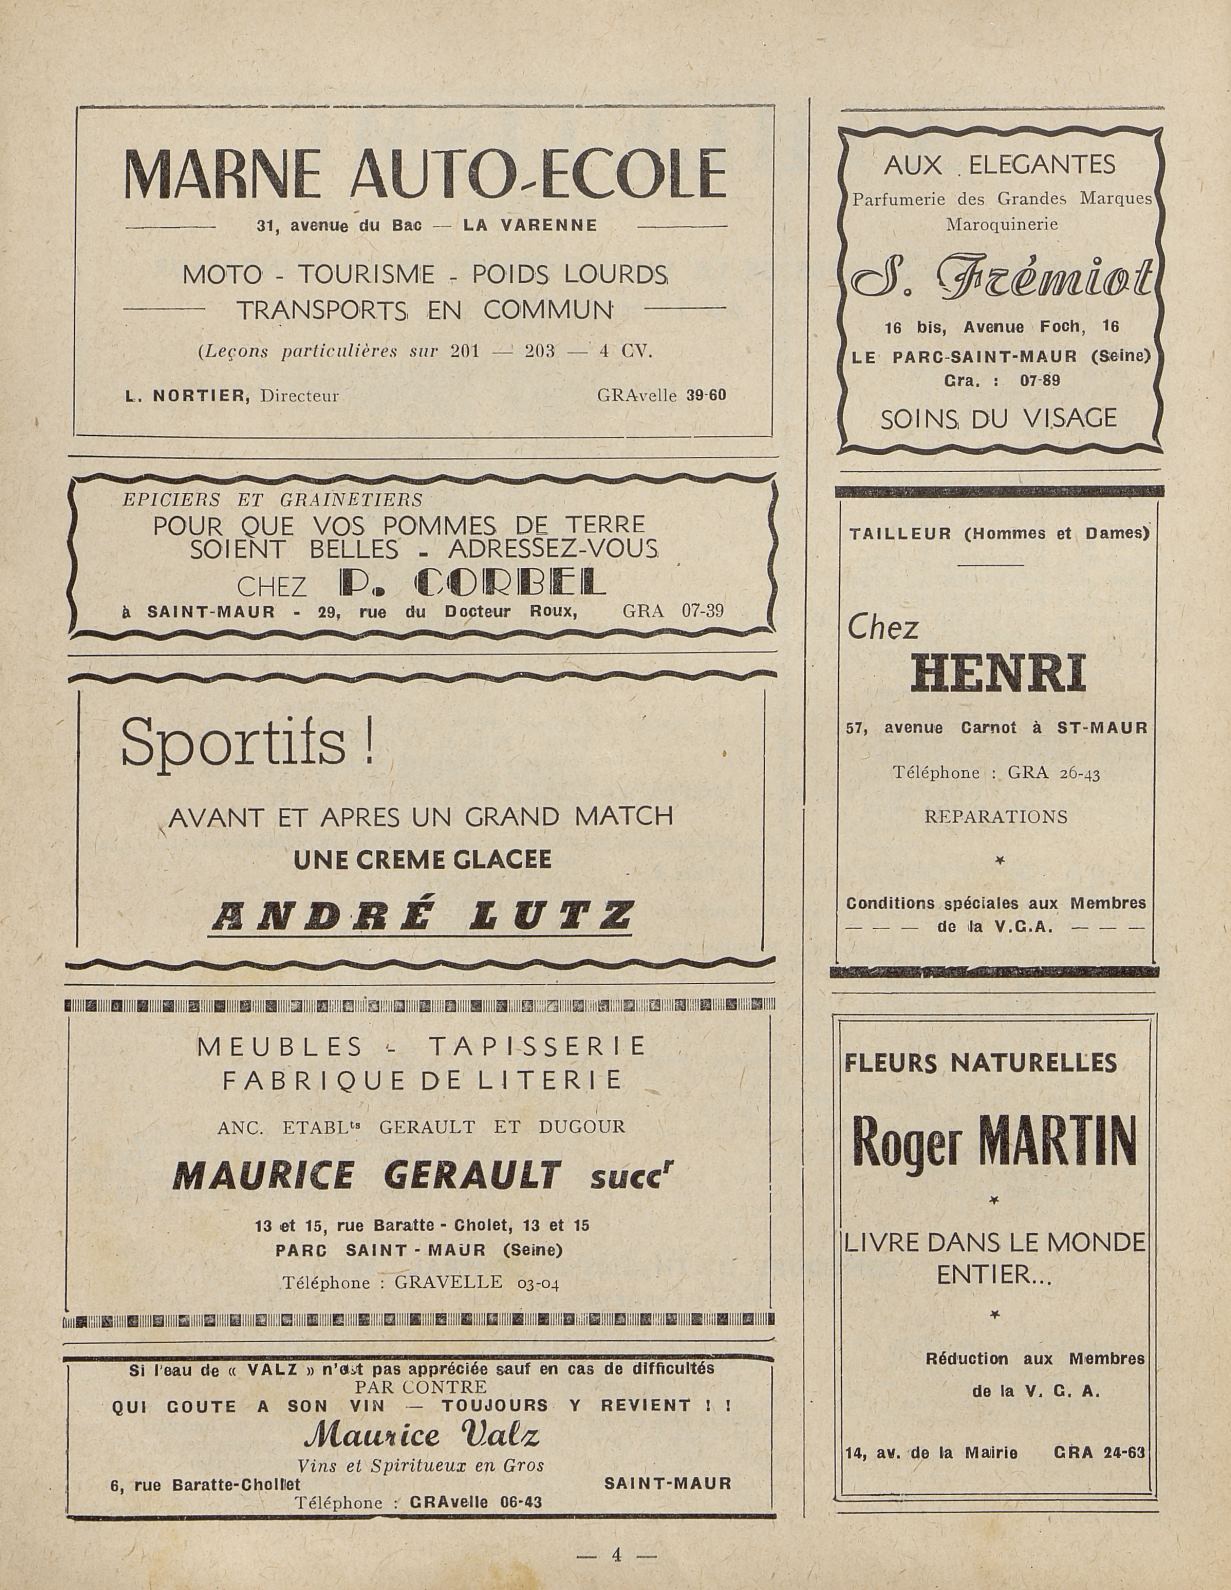 MARNE AUTO-ECOLE
31, avenue du Bac — LA VARENNE
MOTO - TOURISME - POIDS LOURDS
TRANSPORTS EN COMMUN
(Leçons particulières sur 201 — 203 — 4 CV.
L. NORTIER, Directeur GRAvelle 39-60
EPICIERS ET GRAINETIERS
POUR QUE VOS POMMES DE TERRE
SOIENT BELLES - ADRESSEZ-VOUS
CHEZ P. CORBEL
à SAINT-MAUR - 29, rue du Docteur Roux, GRA 07-39
Sportifs !
AVANT ET APRES UN GRAND MATCH
UNE CREME GLACEE
ANDRÉ LUTZ
MEUBLES - TAPISSERIE
FABRIQUE DE LITERIE
ANC. ETABLts GERAULT ET DUGOUR
MAURICE GERAULT succr
13 et 15, rue Baratte - Cholet, 13 et 15
PARC SAINT - MAUR (Seine)
Téléphone : GRAVELLE 03-04
Si l'eau de « VALZ » n'est pas appréciée sauf en cas de difficultés
PAR CONTRE
QUI GOUTE A SON VIN — TOUJOURS Y REVIENT ! !
Maurice Valz
Vins et Spiritueux en Gros
6, rue Baratte-Chollet SAINT-MAUR
Téléphone : GRAvelle 06-43
AUX ELEGANTES
Parfumerie des Grandes Marques
Maroquinerie
S. Frémiot
16 bis, Avenue Foch, 16
LE PARC-SAINT-MAUR (Seine)
Gra. : 07-89
SOINS DU VISAGE
TAILLEUR (Hommes et Dames)
Chez
HENRI
57, avenue Carnot à ST-MAUR
Téléphone : GRA 26-43
REPARATIONS
Conditions spéciales aux Membres
— — — de la V.G.A. — — —
FLEURS NATURELLES
Roger MARTIN
LIVRE DANS LE MONDE
ENTIER...
Réduction aux Membres
de la V. G. A.
14, av. de la Mairie GRA 24-63
— 4 —